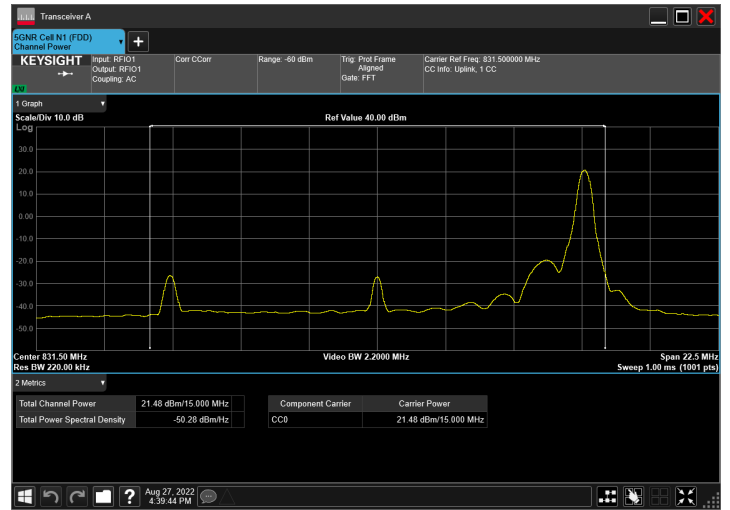 Transceiver A
5GNR Cell N1 (FDD)
Channel Power
KEYSIGHT
LXI
Input: RFIO1
Output: RFIO1
Coupling: AC
Corr CCorr
Range: -60 dBm
Trig: Prot Frame
Aligned
Gate: FFT
Carrier Ref Freq: 831.500000 MHz
CC Info: Uplink, 1 CC
1 Graph
Scale/Div 10.0 dB
Ref Value 40.00 dBm
Log
30.0
20.0
10.0
0.00
-10.0
-20.0
-30.0
-40.0
-50.0
Center 831.50 MHz
Video BW 2.2000 MHz
Span 22.5 MHz
Res BW 220.00 kHz
Sweep 1.00 ms (1001 pts)
2 Metrics
Total Channel Power 21.48 dBm/15.000 MHz
Total Power Spectral Density -50.28 dBm/Hz
Component Carrier Carrier Power
CC0 21.48 dBm/15.000 MHz
?
Aug 27, 2022
4:39:44 PM